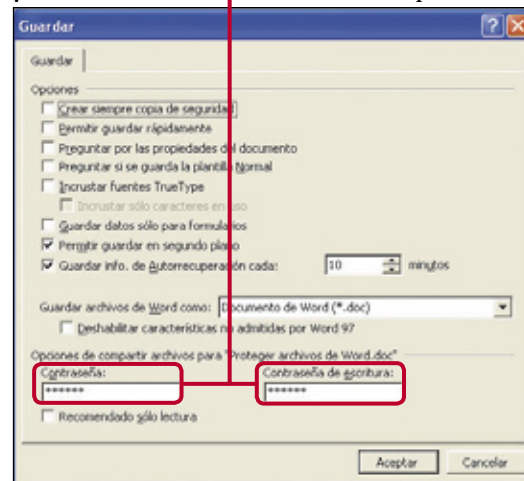 Guardar
Guardar
Opciones
Crear siempre copia de seguridad
Permitir guardar rápidamente
Preguntar por las propiedades del documento
Preguntar si se guarda la plantilla Normal
Incrustar fuentes TrueType
Incrustar sólo caracteres en uso
Guardar datos sólo para formularios
Permitir guardar en segundo plano
Guardar info. de Autorrecuperación cada: 10 minutos
Guardar archivos de Word como: Documento de Word (*.doc)
Deshabilitar características no admitidas por Word 97
Opciones de compartir archivos para "Proteger archivos de Word.doc"
Contraseña: Contraseña de escritura:
****** ******
Recomendado sólo lectura
Aceptar Cancelar